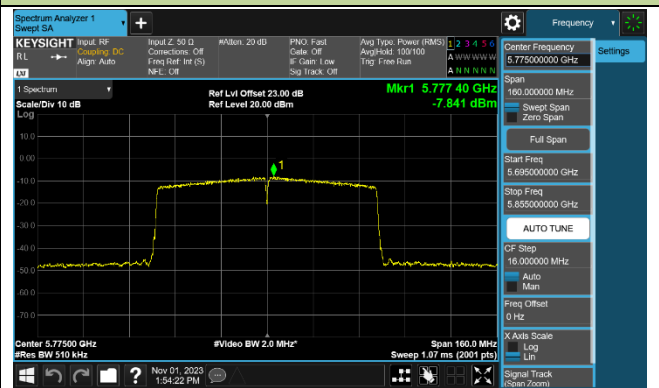 Spectrum Analyzer 1
Swept SA
+
Frequency
KEYSIGHT
RL
LXI
Input: RF
Coupling: DC
Align: Auto
Input Z: 50 Ω
Corrections: Off
Freq Ref: Int (S)
NFE: Off
#Atten: 20 dB
PNO: Fast
Gate: Off
IF Gain: Low
Sig Track: Off
Avg Type: Power (RMS)
Avg|Hold: 100/100
Trig: Free Run
1 2 3 4 5 6
A W W W W W
A N N N N N
Center Frequency
5.775000000 GHz
Settings
Span
160.000000 MHz
Swept Span
Zero Span
Full Span
Start Freq
5.695000000 GHz
Stop Freq
5.855000000 GHz
AUTO TUNE
CF Step
16.000000 MHz
Auto
Man
Freq Offset
0 Hz
X Axis Scale
Log
Lin
Signal Track
(Span Zoom)
1 Spectrum
Scale/Div 10 dB
Log
Ref Lvl Offset 23.00 dB
Ref Level 20.00 dBm
Mkr1 5.777 40 GHz
-7.841 dBm
10.0
0.00
-10.0
-20.0
-30.0
-40.0
-50.0
-60.0
-70.0
1
Center 5.77500 GHz
#Res BW 510 kHz
#Video BW 2.0 MHz*
Span 160.0 MHz
Sweep 1.07 ms (2001 pts)
?
Nov 01, 2023
1:54:22 PM